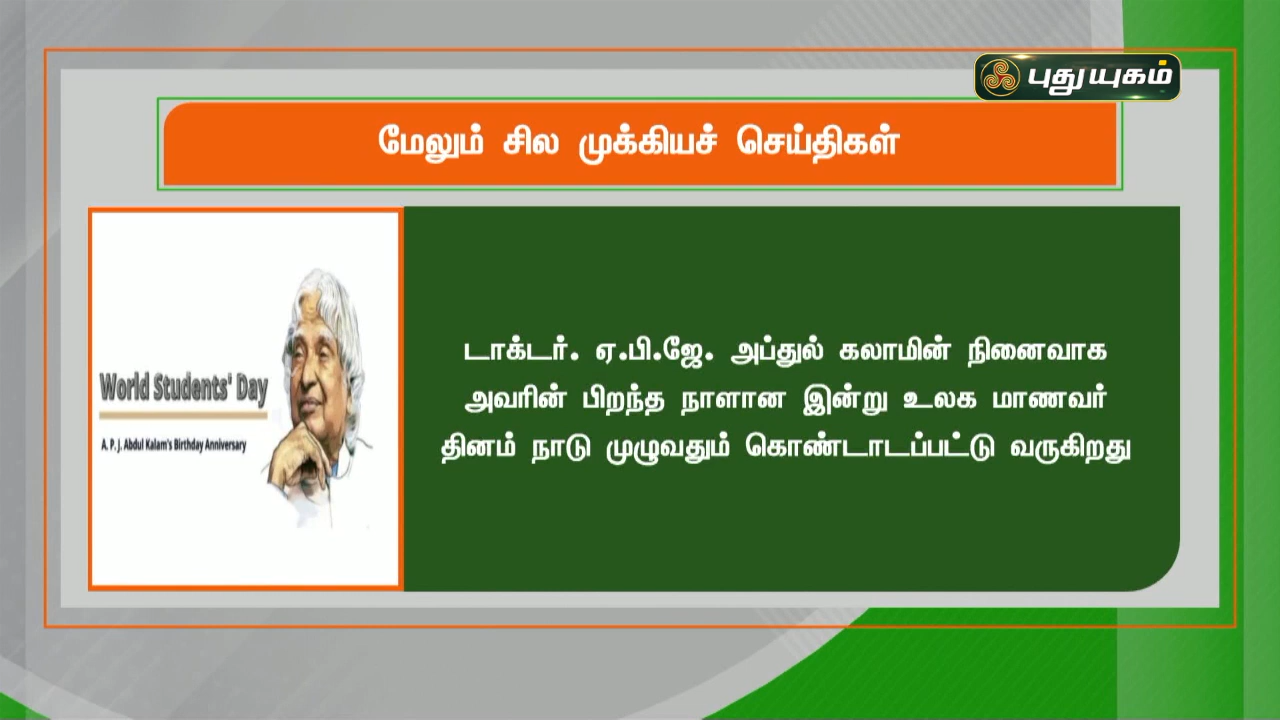 புதுயுகம்
மேலும் சில முக்கியச் செய்திகள்
World Students' Day
A. P. J. Abdul Kalam's Birthday Anniversary
டாக்டர். ஏ.பி.ஜே. அப்துல் கலாமின் நினைவாக
அவரின் பிறந்த நாளான இன்று உலக மாணவர்
தினம் நாடு முழுவதும் கொண்டாடப்பட்டு வருகிறது